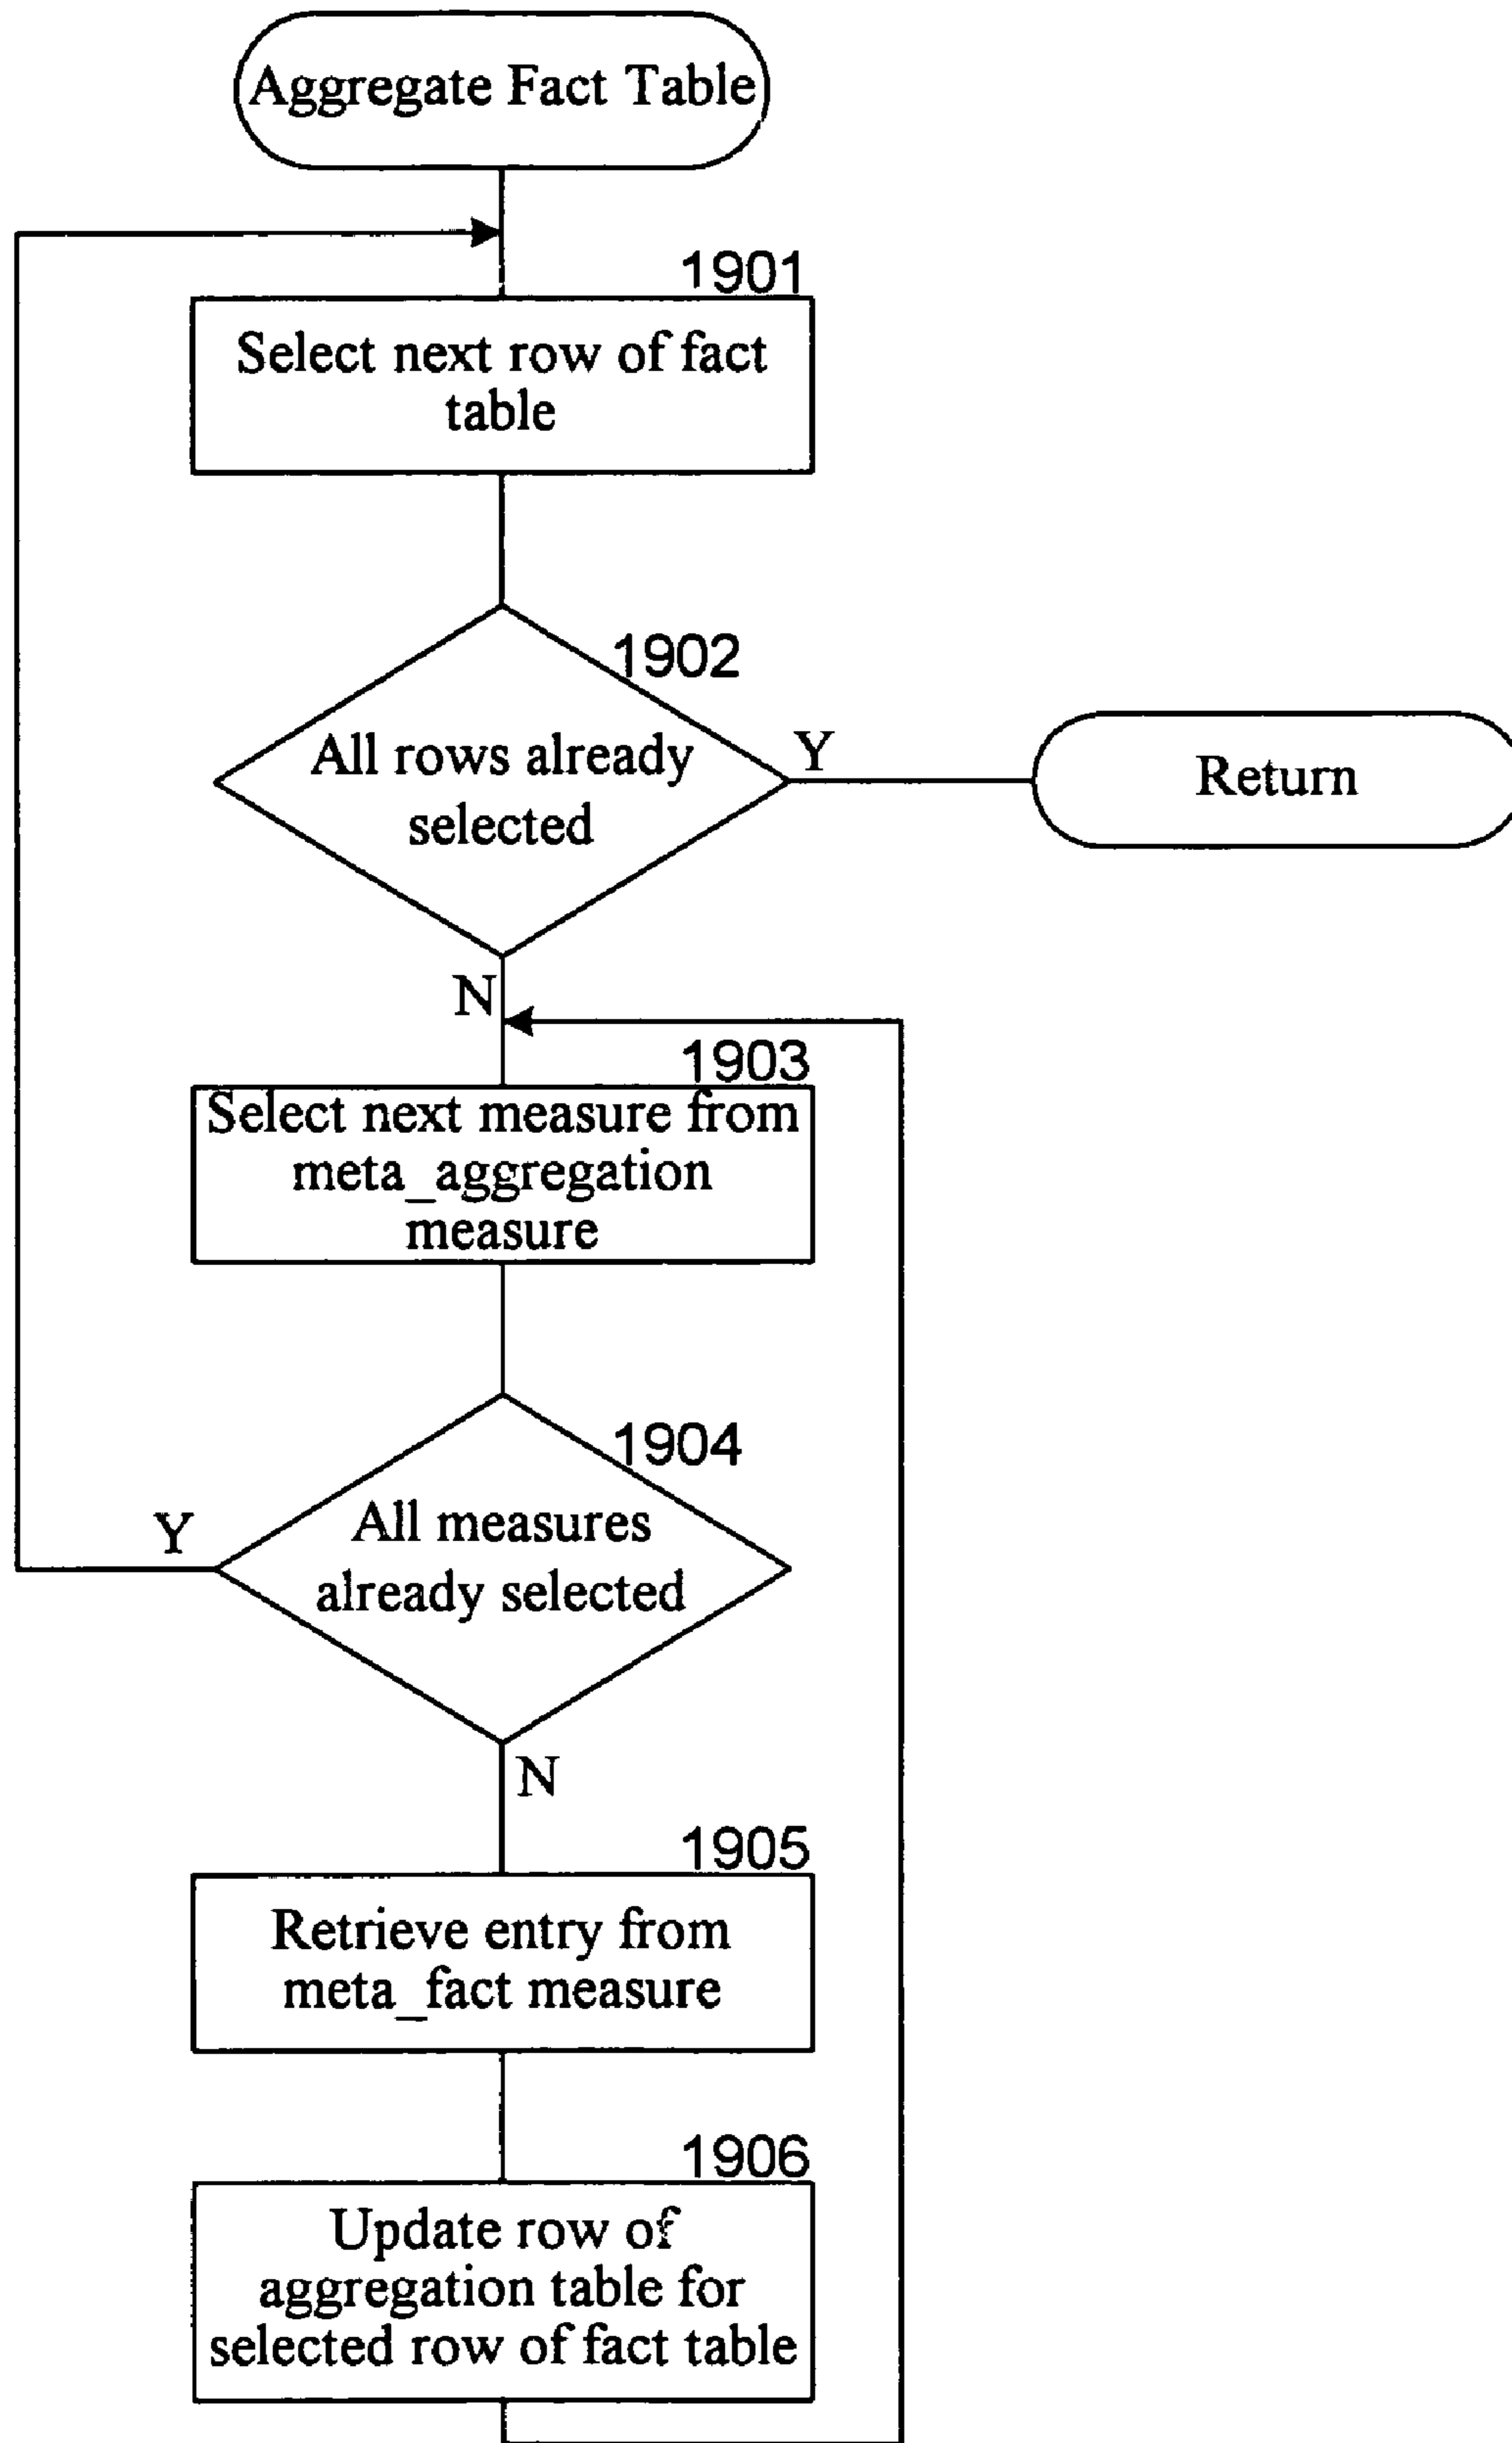 Aggregate Fact Table
1901
Select next row of fact
table
1902
All rows already
selected
Y
Return
N
1903
Select next measure from
meta_aggregation
measure
1904
All measures
already selected
Y
N
1905
Retrieve entry from
meta_fact measure
1906
Update row of
aggregation table for
selected row of fact table